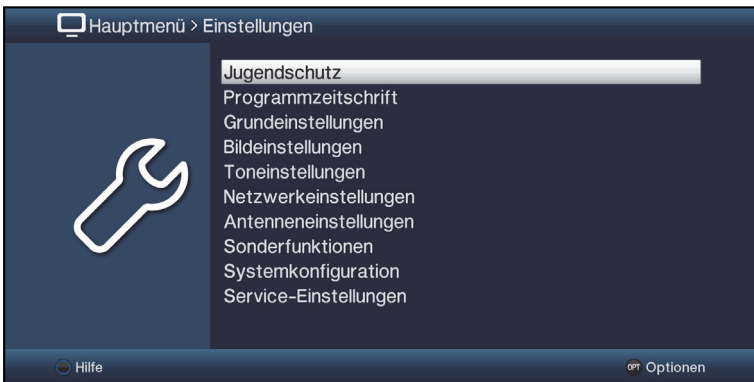 Hauptmenü > Einstellungen
Jugendschutz
Programmzeitschrift
Grundeinstellungen
Bildeinstellungen
Toneinstellungen
Netzwerkeinstellungen
Antenneneinstellungen
Sonderfunktionen
Systemkonfiguration
Service-Einstellungen
Hilfe OPT Optionen